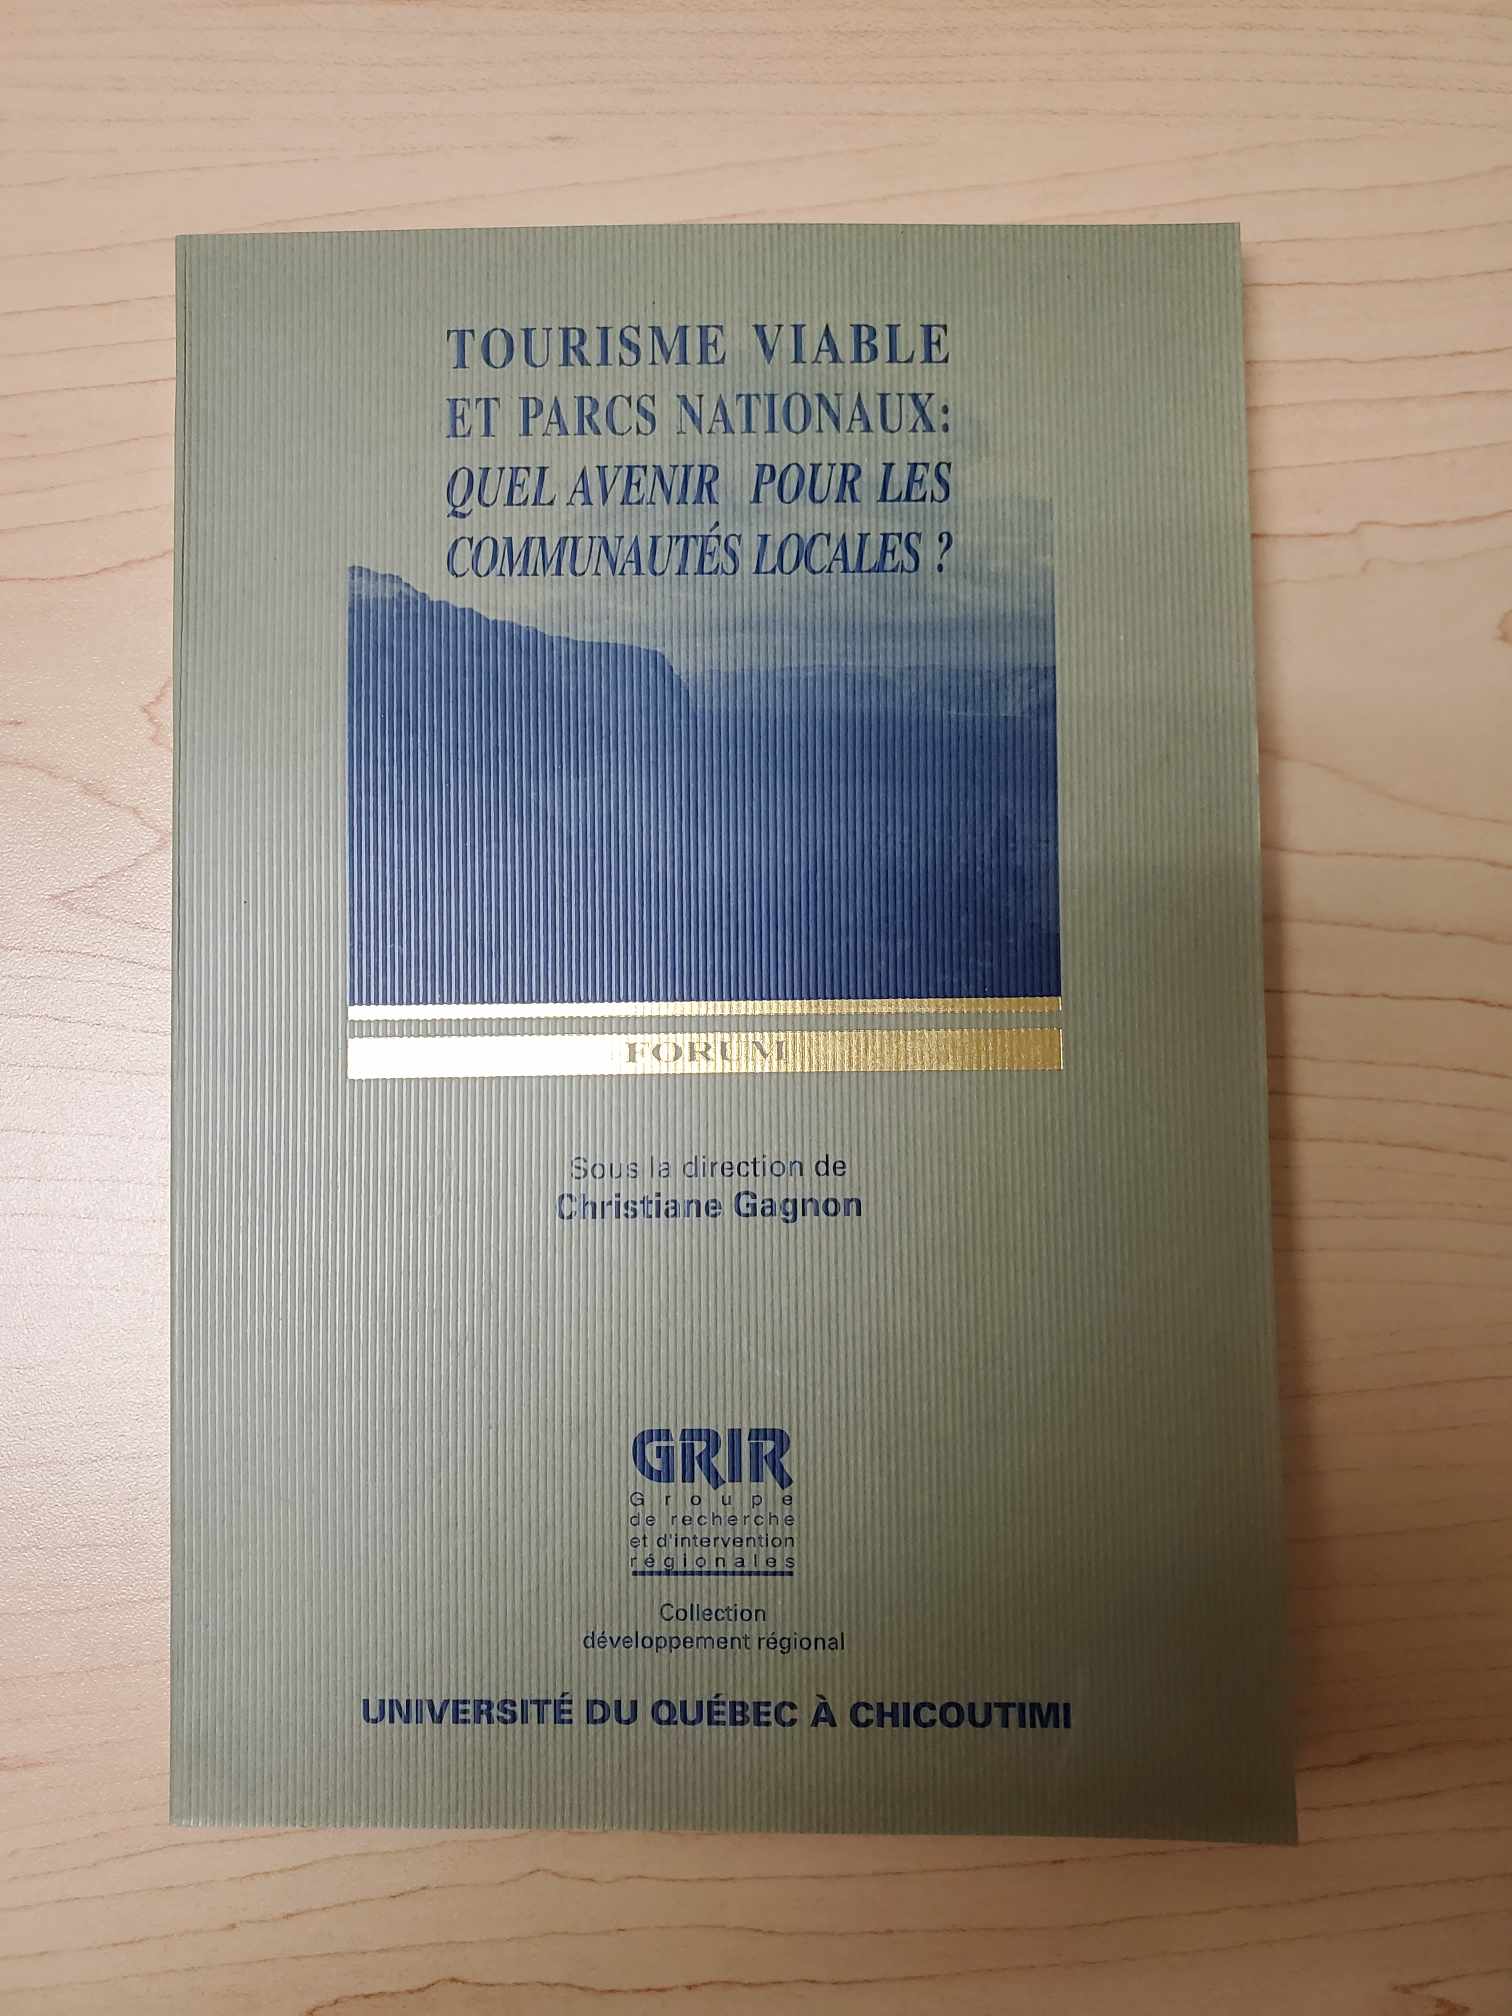 TOURISME VIABLE
ET PARCS NATIONAUX:
QUEL AVENIR POUR LES
COMMUNAUTÉS LOCALES ?
FORUM
Sous la direction de
Christiane Gagnon
GRIR
Groupe
de recherche
et d'intervention
régionales
Collection
développement régional
UNIVERSITÉ DU QUÉBEC À CHICOUTIMI